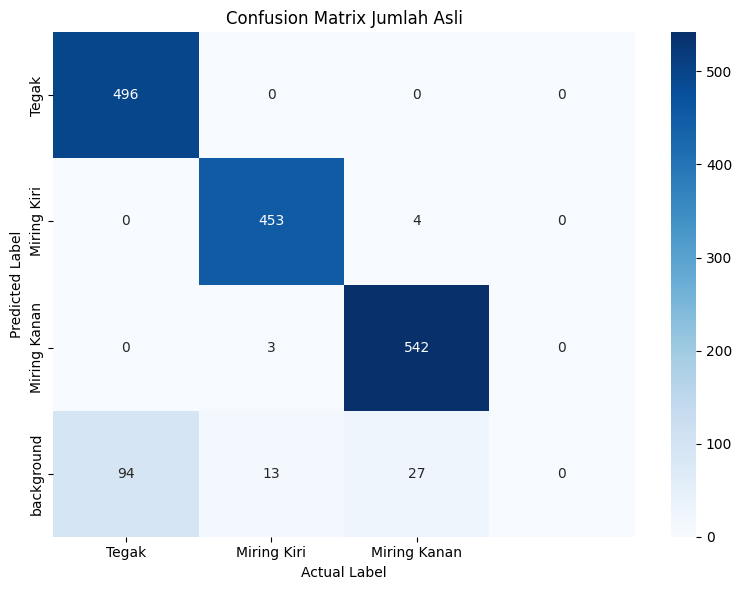 Confusion Matrix Jumlah Asli
Predicted Label
Tegak
496 0 0 0
Miring Kiri
0 453 4 0
Miring Kanan
0 3 542 0
background
94 13 27 0
Tegak Miring Kiri Miring Kanan
Actual Label
500
400
300
200
100
0